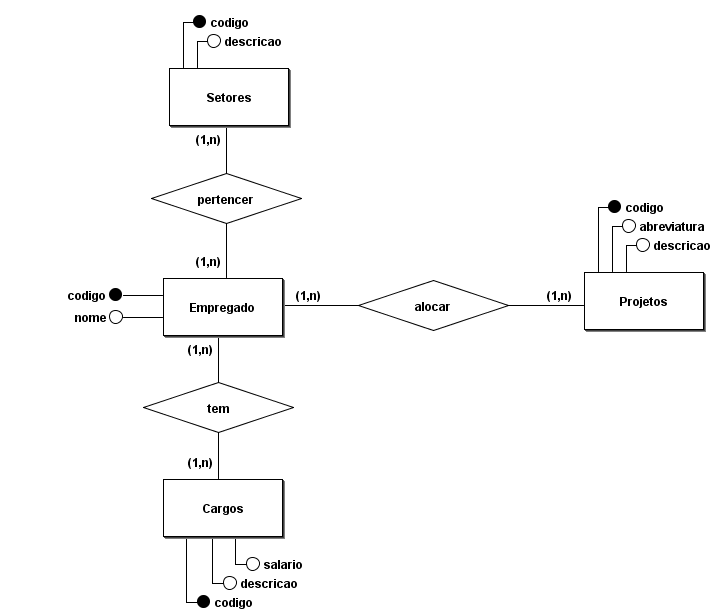 codigo
descricao
Setores
(1,n)
pertencer
(1,n)
codigo
nome
Empregado
(1,n)
alocar
(1,n)
codigo
abreviatura
descricao
Projetos
(1,n)
tem
(1,n)
Cargos
salario
descricao
codigo